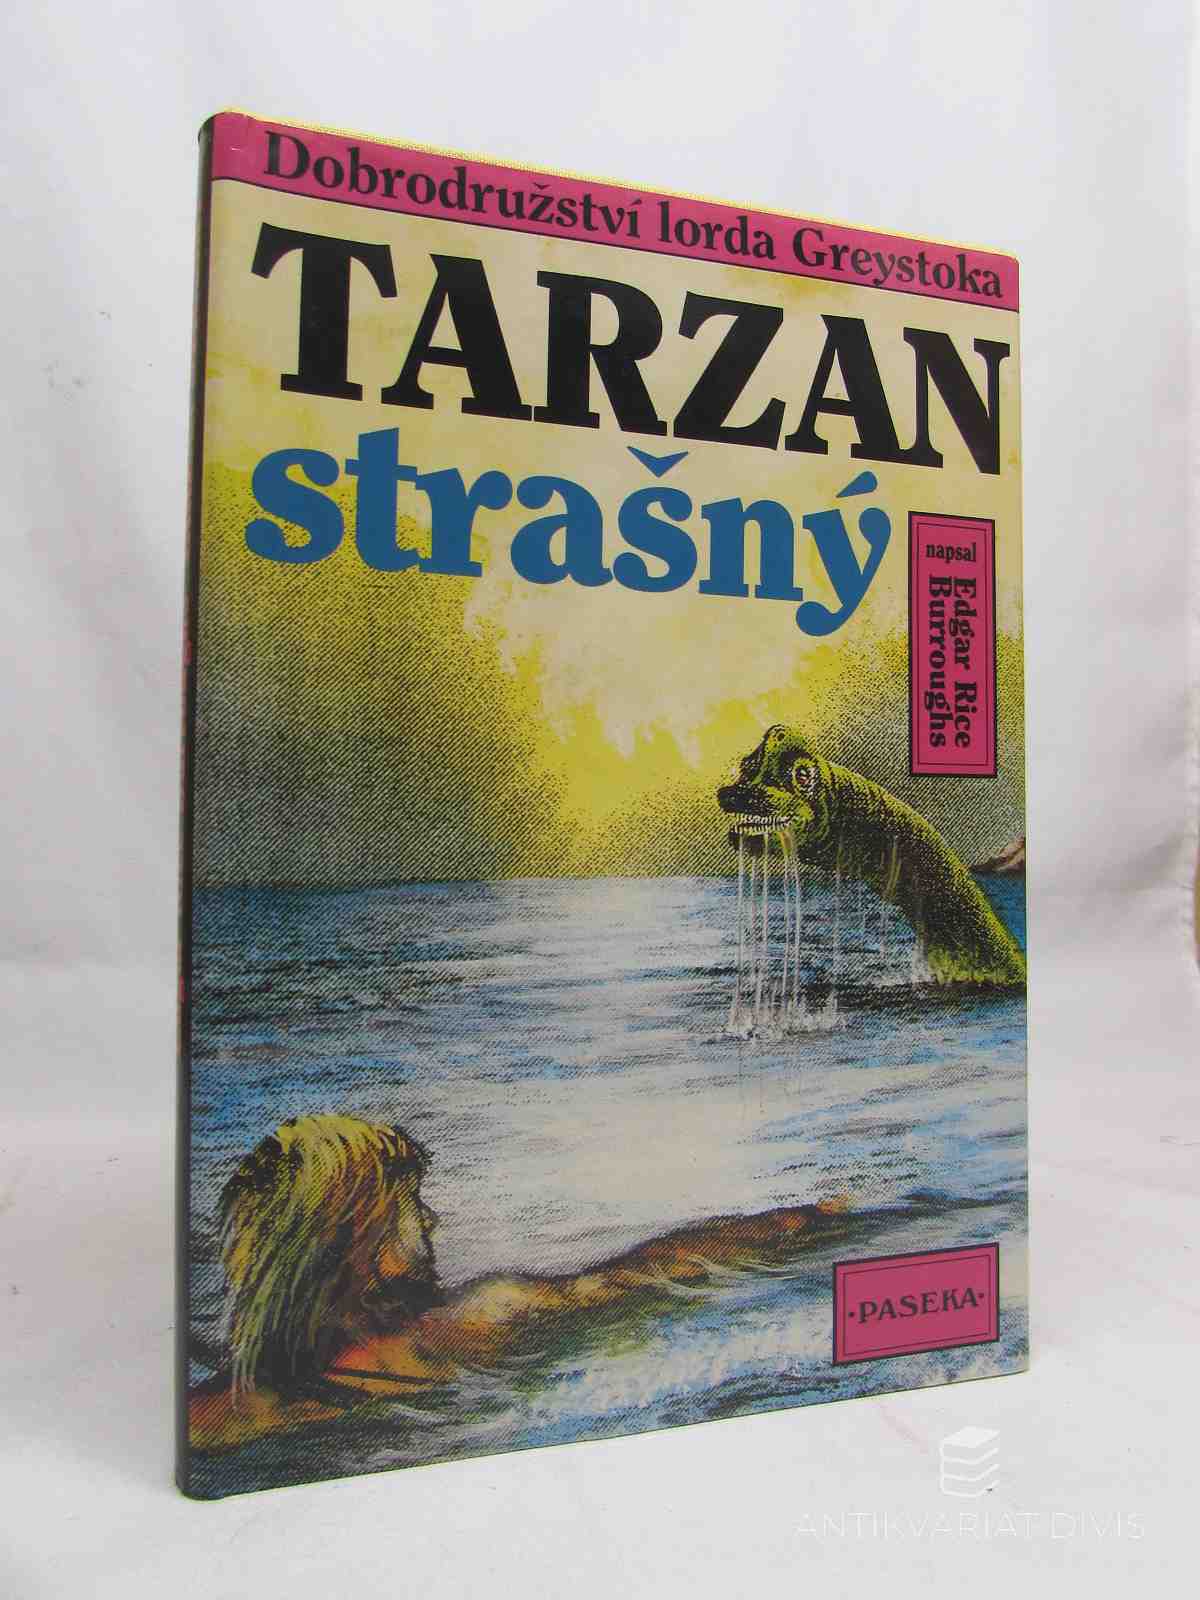 Dobrodružství lorda Greystoka
TARZAN
strašný
napsal
Edgar Rice
Burroughs
·PASEKA·
ANTIKVARIAT DIVIS